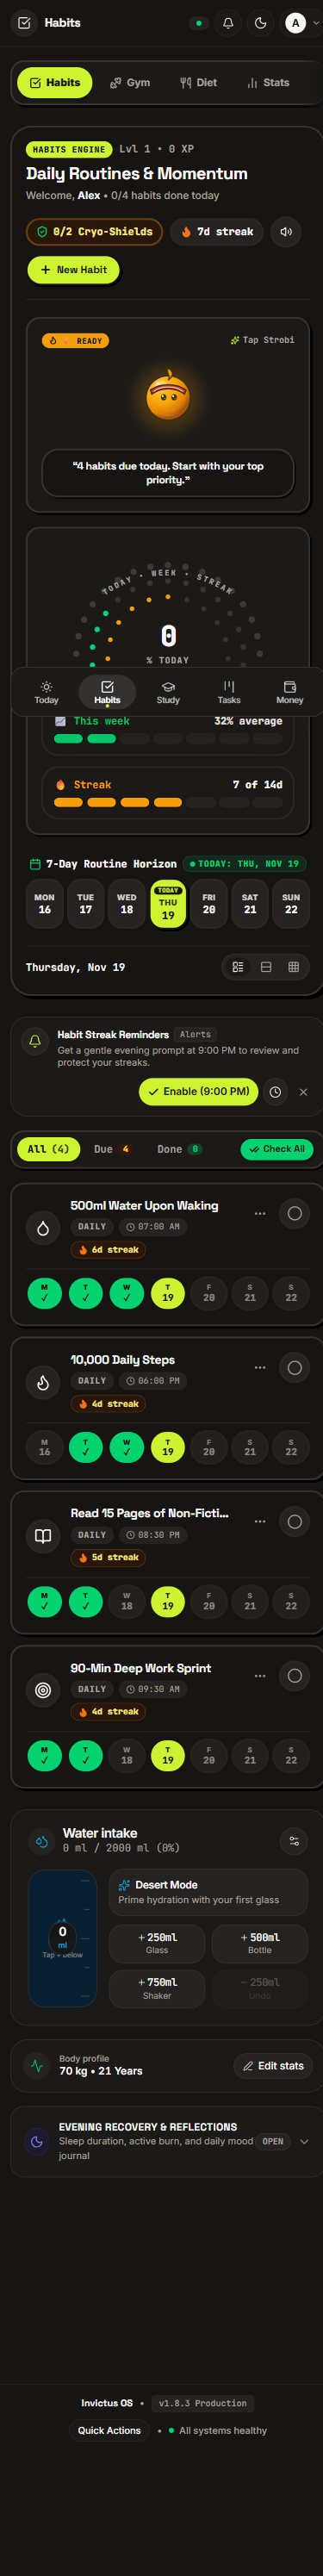 Habits
A
Habits
Gym
Diet
Stats
HABITS ENGINE
Lvl 1 • 0 XP
Daily Routines & Momentum
Welcome, Alex • 0/4 habits done today
0/2 Cryo-Shields
7d streak
+ New Habit
READY
Tap Strobi
"4 habits due today. Start with your top
priority."
TODAY • WEEK • STREAK
0
% TODAY
Today
Habits
Study
Tasks
Money
This week
32% average
Streak
7 of 14d
7-Day Routine Horizon
TODAY: THU, NOV 19
MON
16
TUE
17
WED
18
TODAY
THU
19
FRI
20
SAT
21
SUN
22
Thursday, Nov 19
Habit Streak Reminders
Alerts
Get a gentle evening prompt at 9:00 PM to review and
protect your streaks.
Enable (9:00 PM)
All (4)
Due 4
Done 0
Check All
500ml Water Upon Waking
DAILY
07:00 AM
6d streak
M ✓
T ✓
W ✓
T 19
F 20
S 21
S 22
10,000 Daily Steps
DAILY
06:00 PM
4d streak
M 16
T ✓
W ✓
T 19
F 20
S 21
S 22
Read 15 Pages of Non-Ficti...
DAILY
08:30 PM
5d streak
M ✓
T ✓
W 18
T 19
F 20
S 21
S 22
90-Min Deep Work Sprint
DAILY
09:30 AM
4d streak
M ✓
T ✓
W 18
T 19
F 20
S 21
S 22
Water intake
0 ml / 2000 ml (0%)
0
ml
Tap + below
Desert Mode
Prime hydration with your first glass
+250ml
Glass
+500ml
Bottle
+750ml
Shaker
−250ml
Undo
Body profile
70 kg • 21 Years
Edit stats
EVENING RECOVERY & REFLECTIONS
Sleep duration, active burn, and daily mood
journal
OPEN
Invictus OS • v1.8.3 Production
Quick Actions • All systems healthy